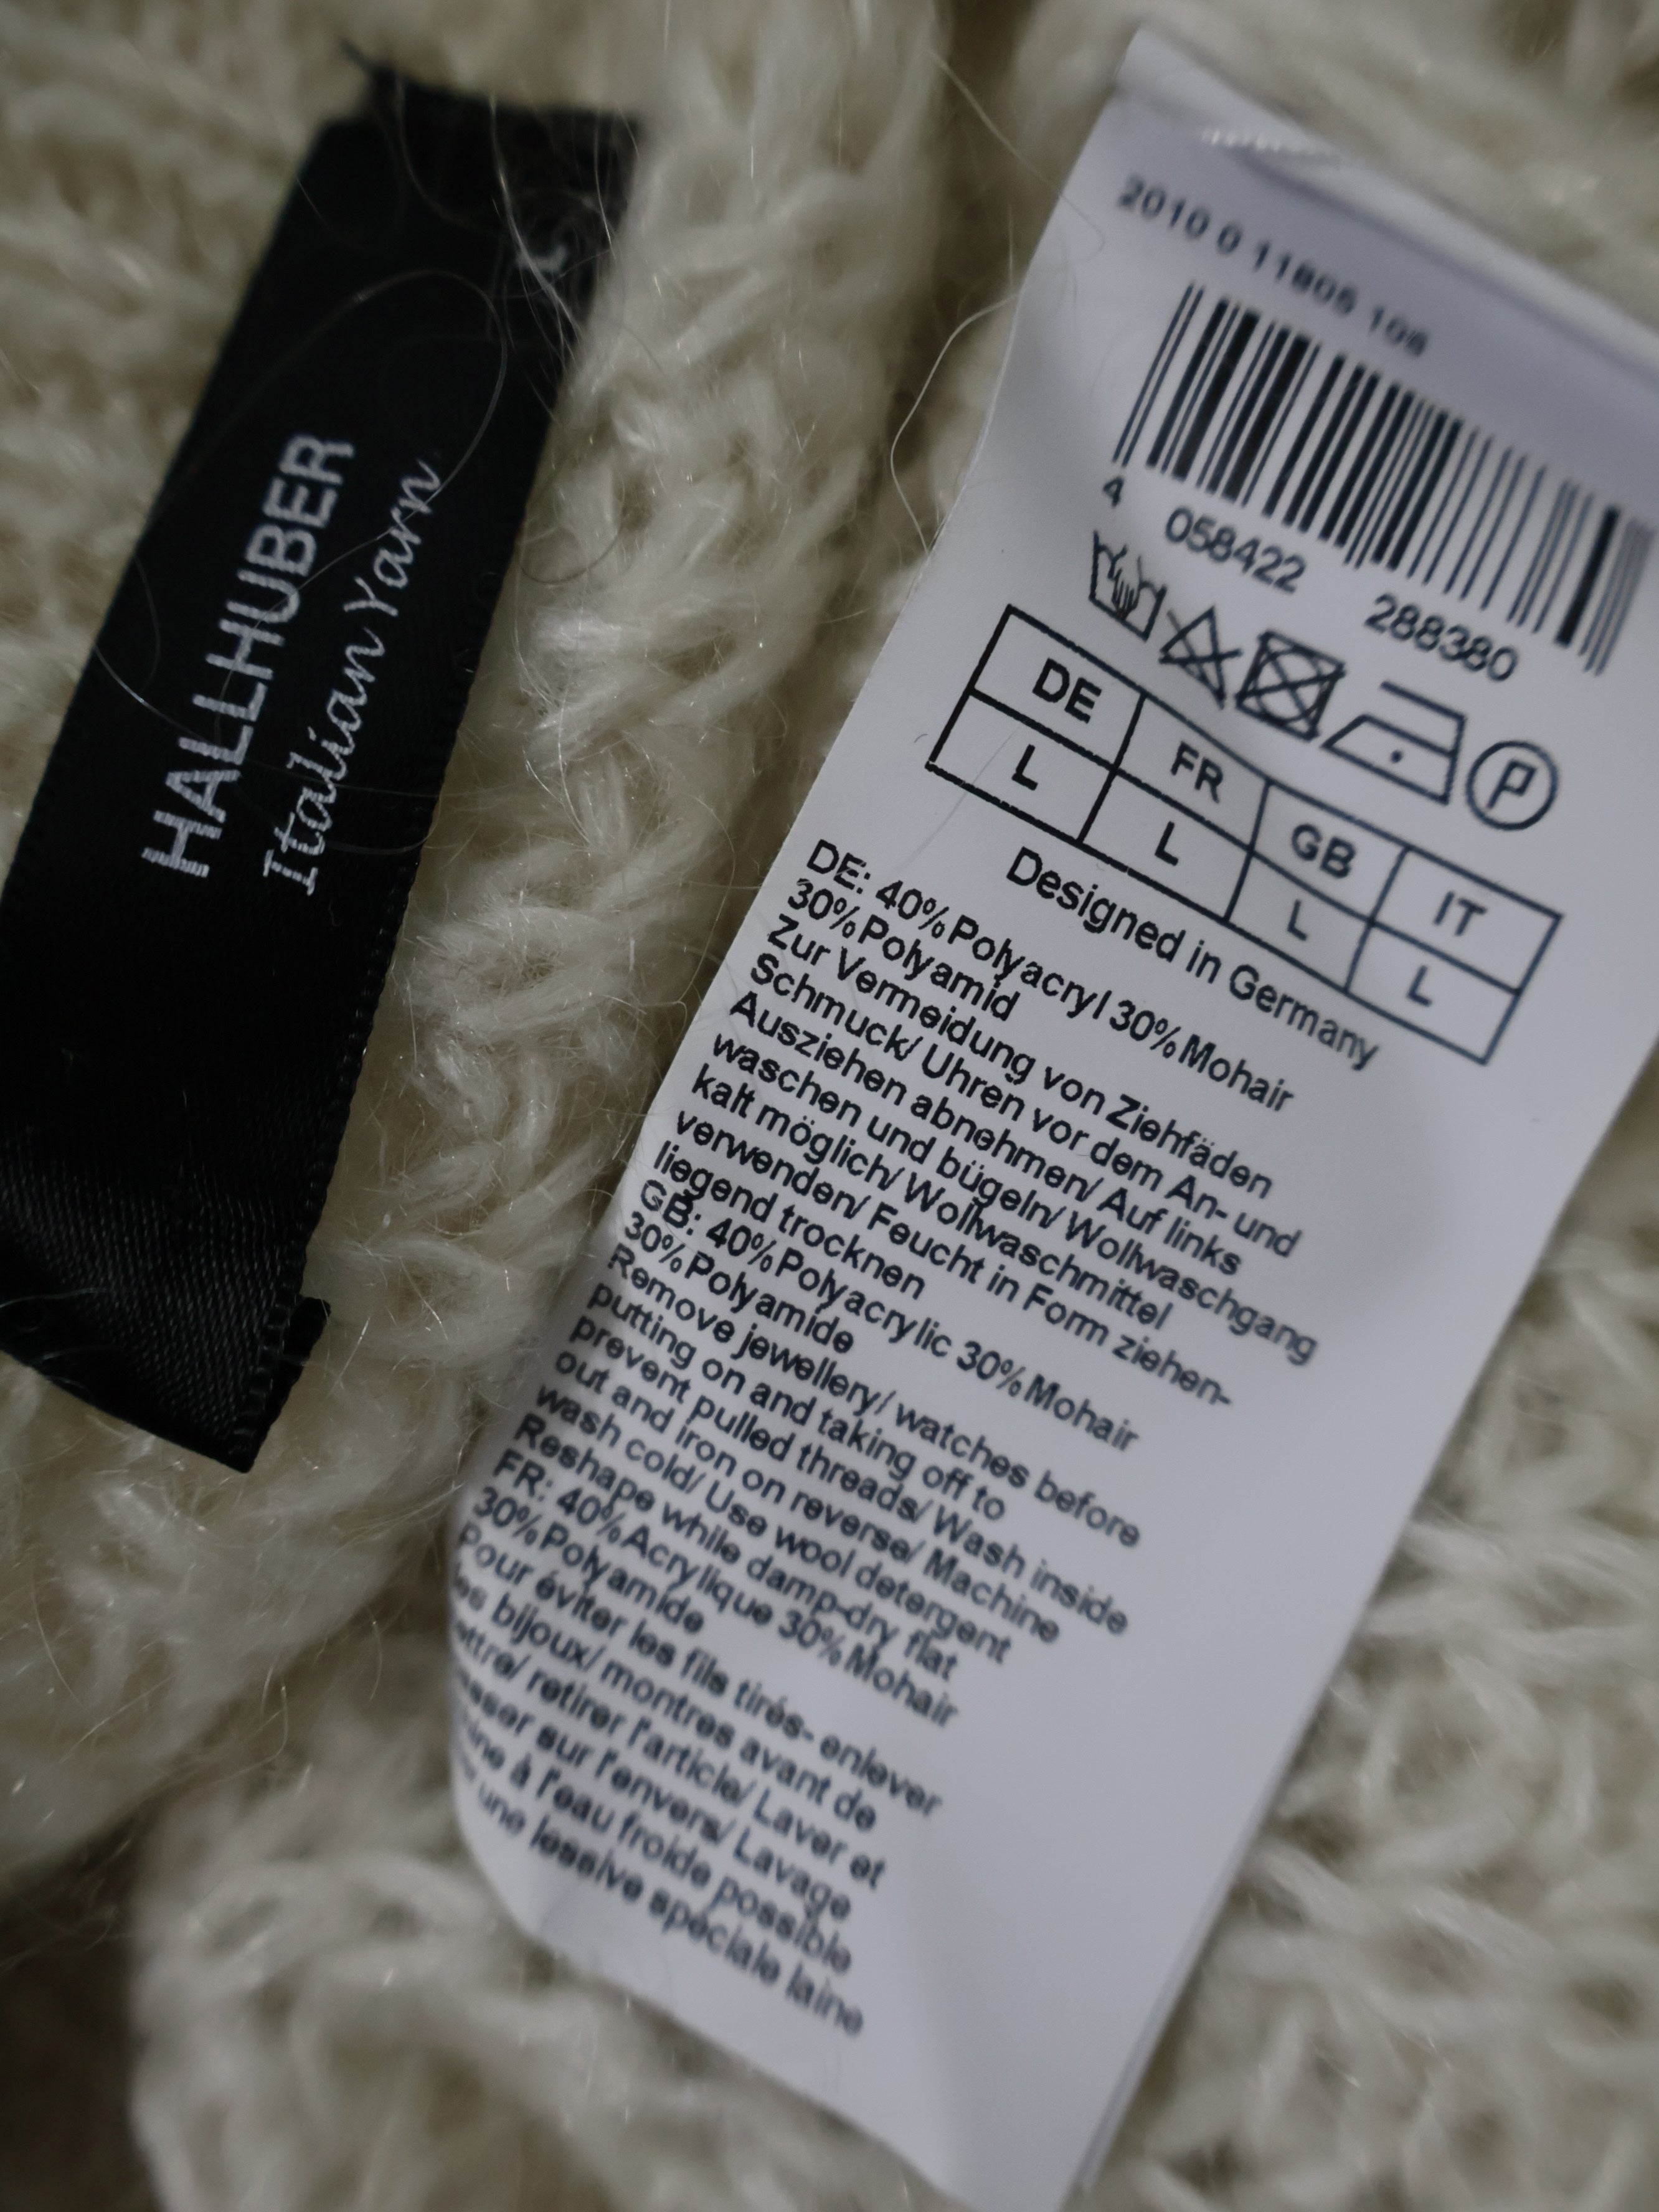 HALLHUBER
Italian Yarn
L
2010 0 11805 108
4 058422 288380
DE FR GB IT
L L L L
Designed in Germany
DE: 40%Polyacryl 30%Mohair
30%Polyamid
Zur Vermeidung von Ziehfäden
Schmuck/ Uhren vor dem An- und
Ausziehen abnehmen/ Auf links
waschen und bügeln/ Wollwaschgang
kalt möglich/ Wollwaschmittel
verwenden/ Feucht in Form ziehen-
liegend trocknen
GB: 40%Polyacrylic 30%Mohair
30%Polyamide
Remove jewellery/ watches before
putting on and taking off to
prevent pulled threads/ Wash inside
out and iron on reverse/ Machine
wash cold/ Use wool detergent
Reshape while damp-dry flat
FR: 40%Acrylique 30%Mohair
30%Polyamide
Pour éviter les fils tirés- enlever
bijoux/ montres avant de
retirer l'article/ Laver et
sur l'envers/ Lavage
à l'eau froide possible
une lessive spéciale laine